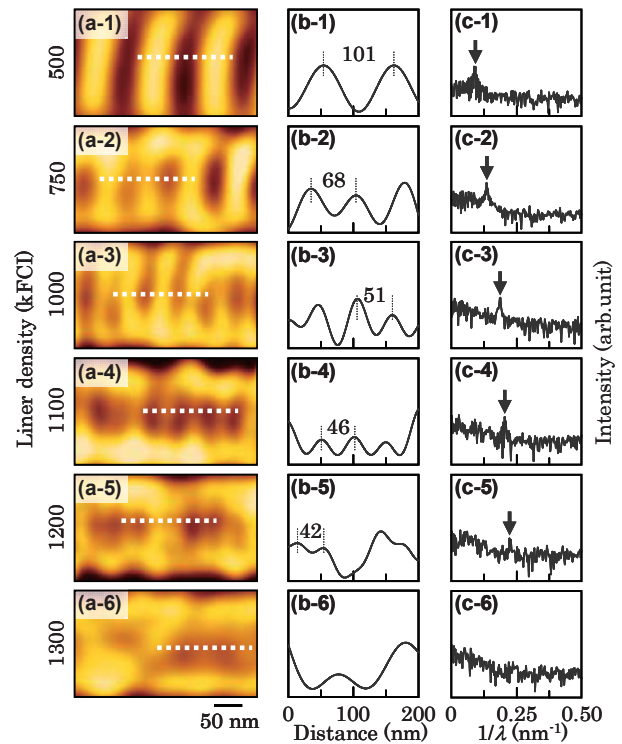 (a-1) (b-1) (c-1)
500 101
(a-2) (b-2) (c-2)
750 68
(a-3) (b-3) (c-3)
1000 51
(a-4) (b-4) (c-4)
1100 46
(a-5) (b-5) (c-5)
1200 42
(a-6) (b-6) (c-6)
1300
Liner density (kFCI)
Intensity (arb.unit)
50 nm
0 100 200
Distance (nm)
0 0.25 0.50
1/λ (nm⁻¹)